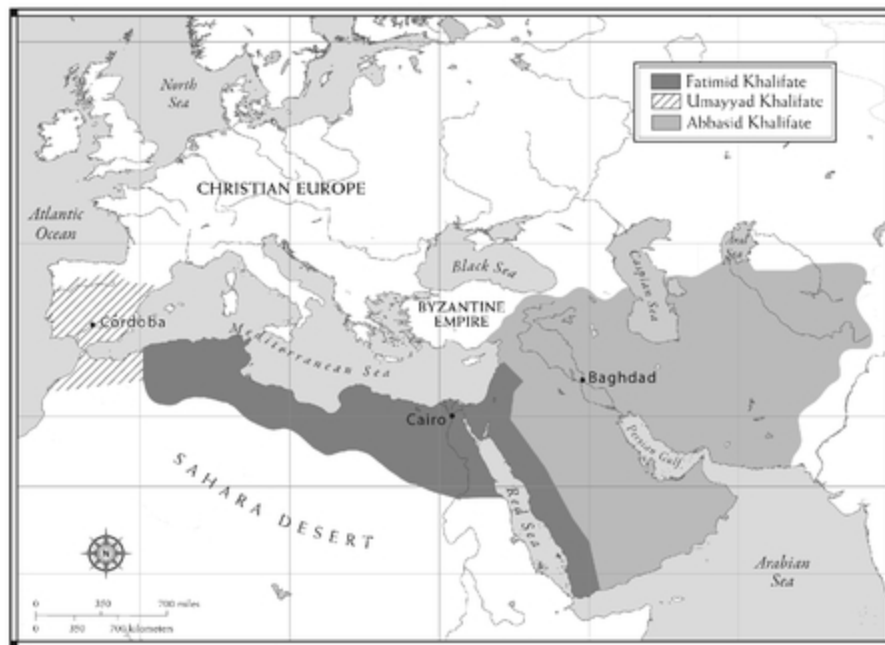 North
Sea
Fatimid Khalifate
Umayyad Khalifate
Abbasid Khalifate
CHRISTIAN EUROPE
Atlantic
Ocean
Black Sea
Caspian Sea
Aral
Sea
BYZANTINE
EMPIRE
Córdoba
Mediterranean Sea
Baghdad
Cairo
Persian Gulf
SAHARA DESERT
Red Sea
N
Arabian
Sea
0 350 700 miles
0 350 700 kilometers